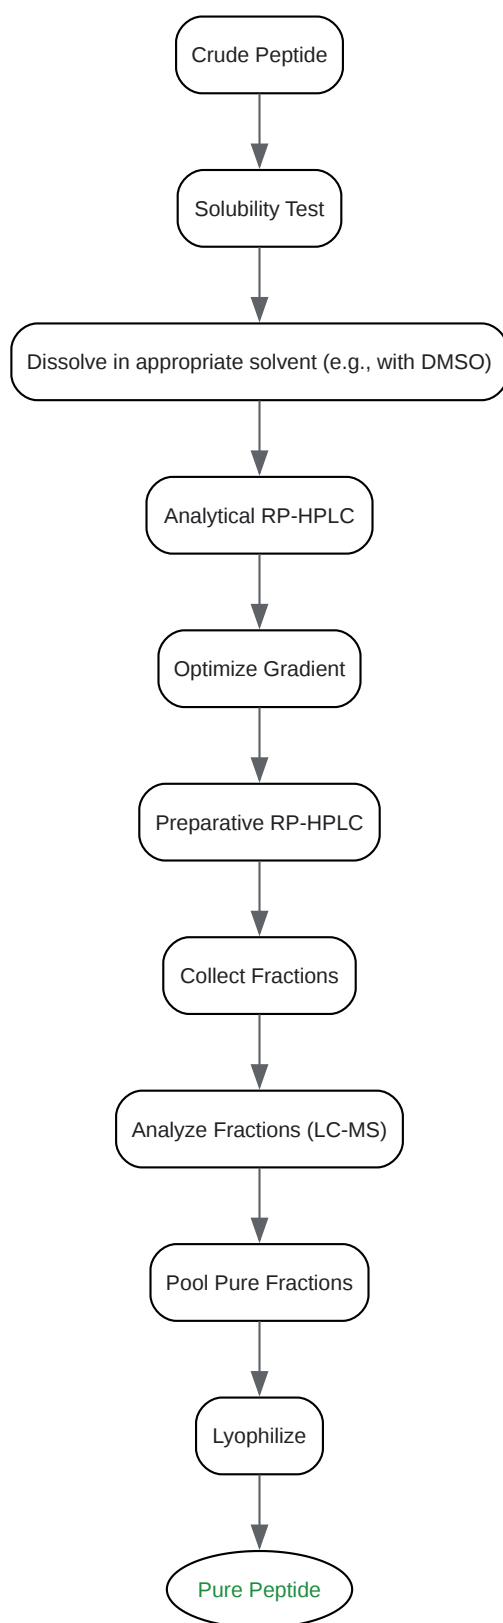 Crude Peptide
Solubility Test
Dissolve in appropriate solvent (e.g., with DMSO)
Analytical RP-HPLC
Optimize Gradient
Preparative RP-HPLC
Collect Fractions
Analyze Fractions (LC-MS)
Pool Pure Fractions
Lyophilize
Pure Peptide